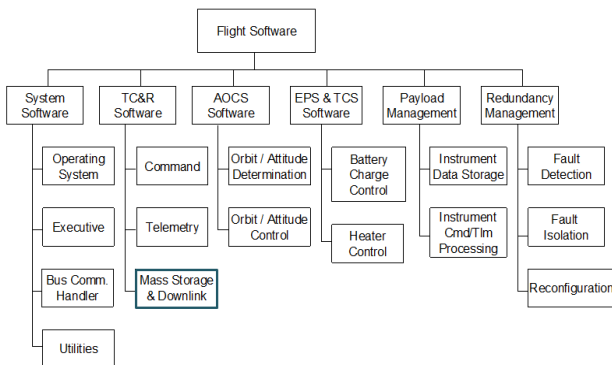 Flight Software
System
Software
TC&R
Software
AOCS
Software
EPS & TCS
Software
Payload
Management
Redundancy
Management
Operating
System
Executive
Bus Comm.
Handler
Utilities
Command
Telemetry
Mass Storage
& Downlink
Orbit / Attitude
Determination
Orbit / Attitude
Control
Battery
Charge
Control
Heater
Control
Instrument
Data Storage
Instrument
Cmd/Tlm
Processing
Fault
Detection
Fault
Isolation
Reconfiguration